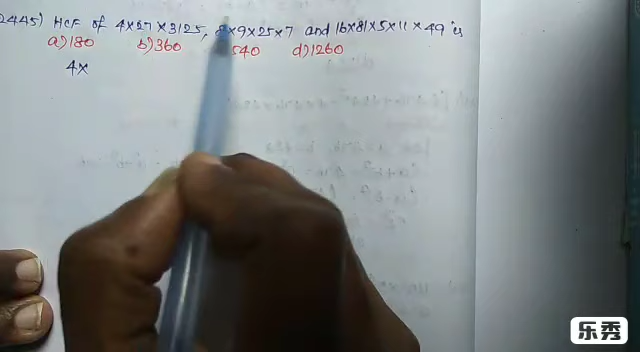 2445) HCF of 4×27×3125, 8×9×25×7 and 16×81×5×11×49 is
a)180 b)360 540 d)1260
4×
乐秀